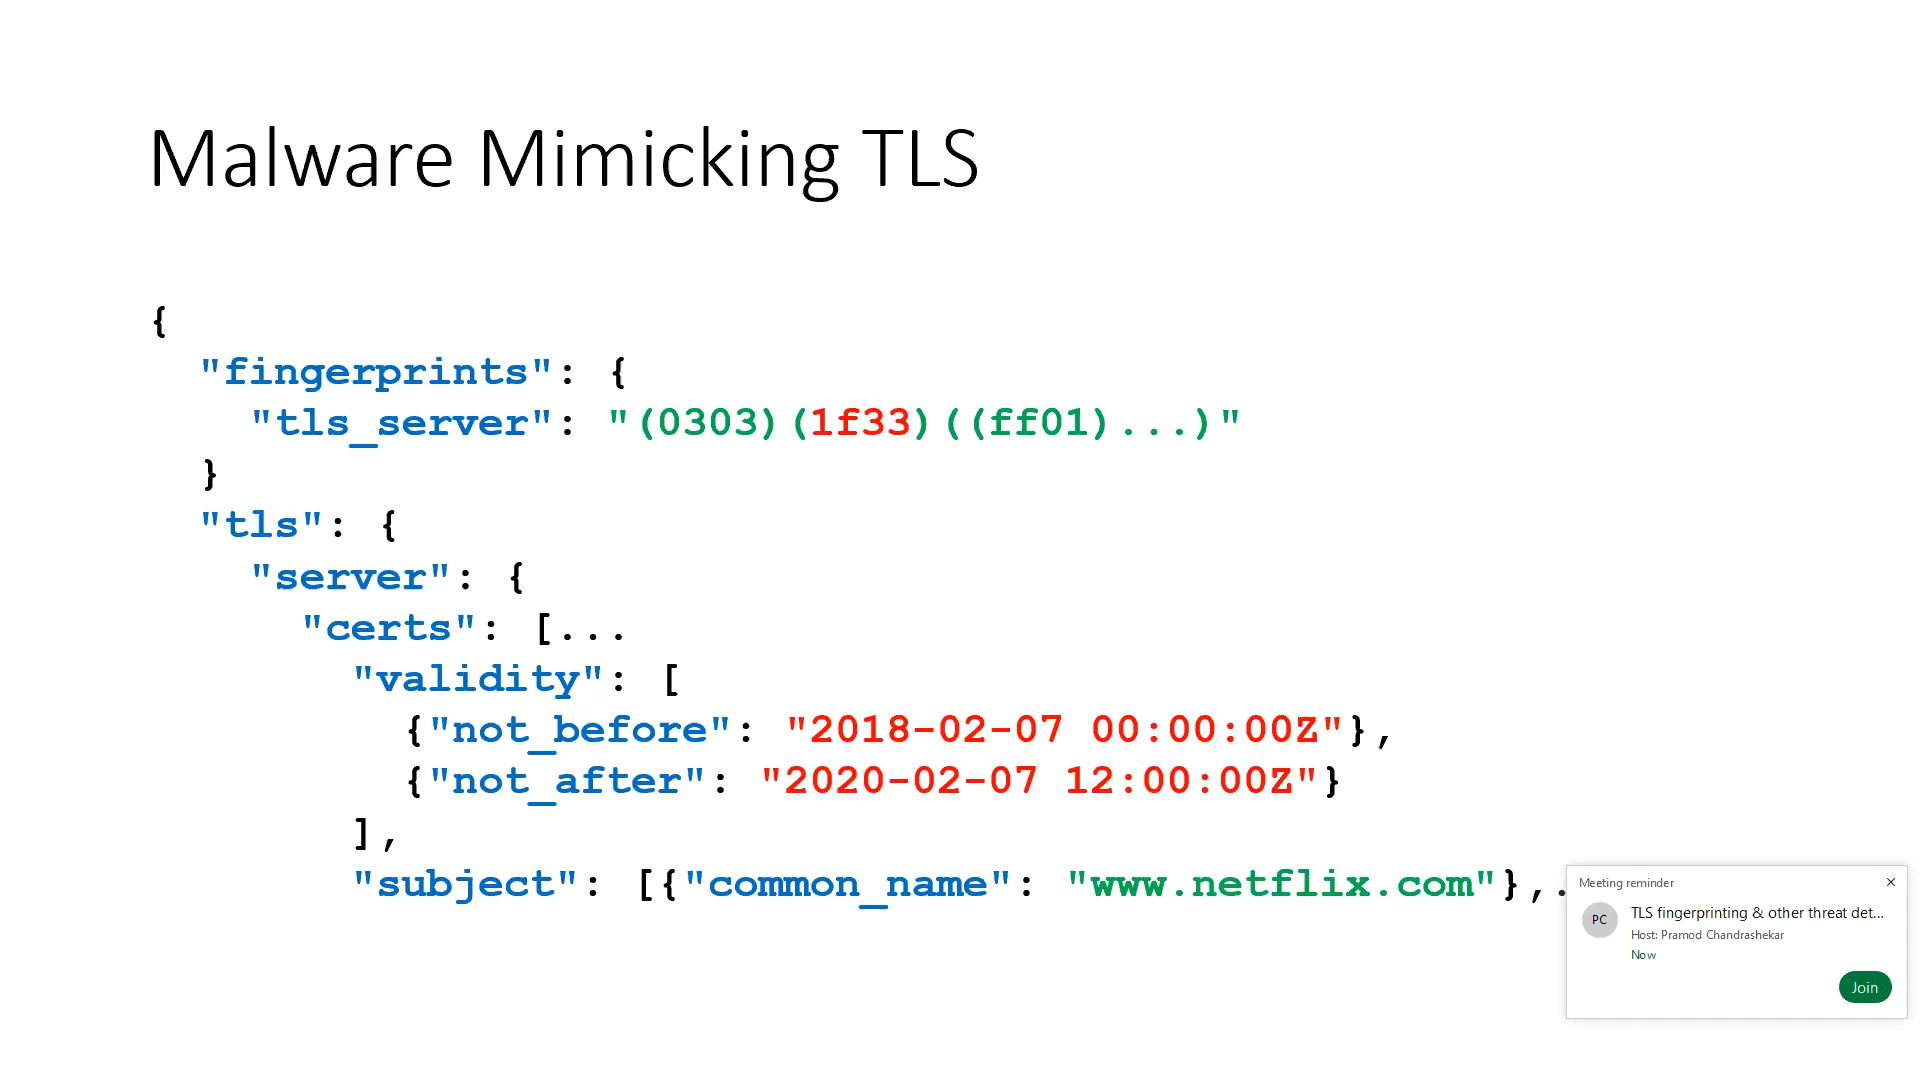 Malware Mimicking TLS
{
"fingerprints": {
"tls_server": "(0303)(1f33)((ff01)...)"
}
"tls": {
"server": {
"certs": [...
"validity": [
{"not_before": "2018-02-07 00:00:00Z"},
{"not_after": "2020-02-07 12:00:00Z"}
],
"subject": [{"common_name": "www.netflix.com"},.
Meeting reminder
PC
TLS fingerprinting & other threat det...
Host: Pramod Chandrashekar
Now
Join